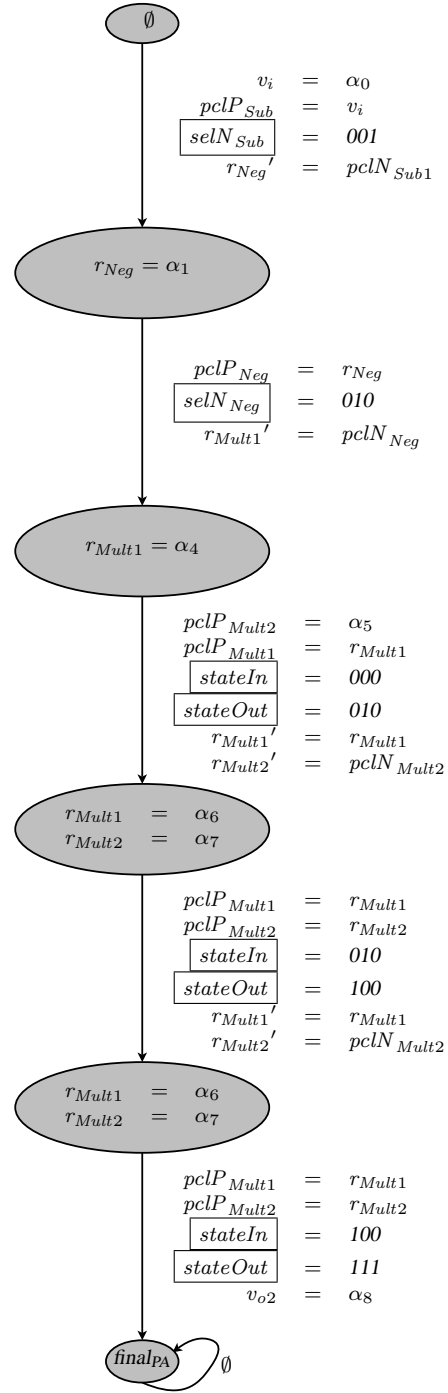 ∅
v_i = α_0
pclP_Sub = v_i
selN_Sub = 001
r_Neg′ = pclN_Sub1
r_Neg = α_1
pclP_Neg = r_Neg
selN_Neg = 010
r_Mult1′ = pclN_Neg
r_Mult1 = α_4
pclP_Mult2 = α_5
pclP_Mult1 = r_Mult1
stateIn = 000
stateOut = 010
r_Mult1′ = r_Mult1
r_Mult2′ = pclN_Mult2
r_Mult1 = α_6
r_Mult2 = α_7
pclP_Mult1 = r_Mult1
pclP_Mult2 = r_Mult2
stateIn = 010
stateOut = 100
r_Mult1′ = r_Mult1
r_Mult2′ = pclN_Mult2
r_Mult1 = α_6
r_Mult2 = α_7
pclP_Mult1 = r_Mult1
pclP_Mult2 = r_Mult2
stateIn = 100
stateOut = 111
v_o2 = α_8
final_PA ∅